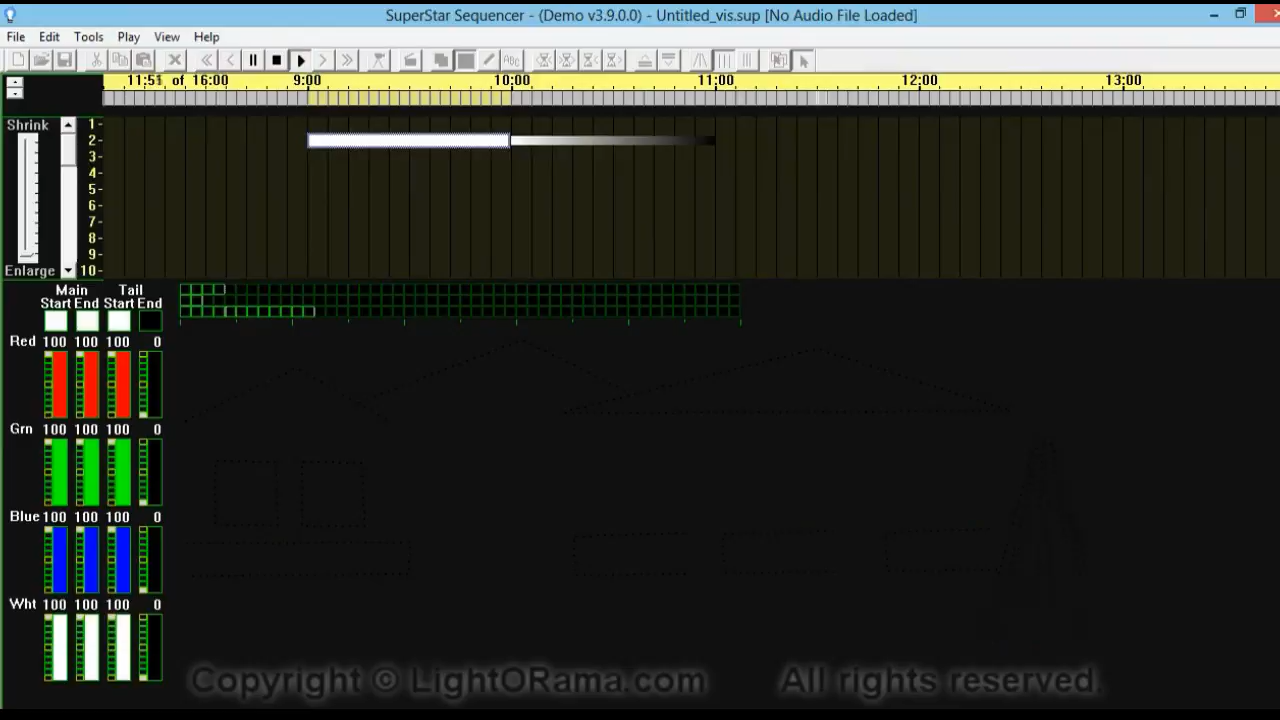 SuperStar Sequencer - (Demo v3.9.0.0) - Untitled_vis.sup [No Audio File Loaded]
File Edit Tools Play View Help
Abc
11:51 of 16:00 9:00 10:00 11:00 12:00 13:00
Shrink
1-
2-
3-
4-
5-
6-
7-
8-
9-
Enlarge 10-
Main Tail
Start End Start End
Red 100 100 100 0
Grn 100 100 100 0
Blue 100 100 100 0
Wht 100 100 100 0
Copyright © LightORama.com All rights reserved.